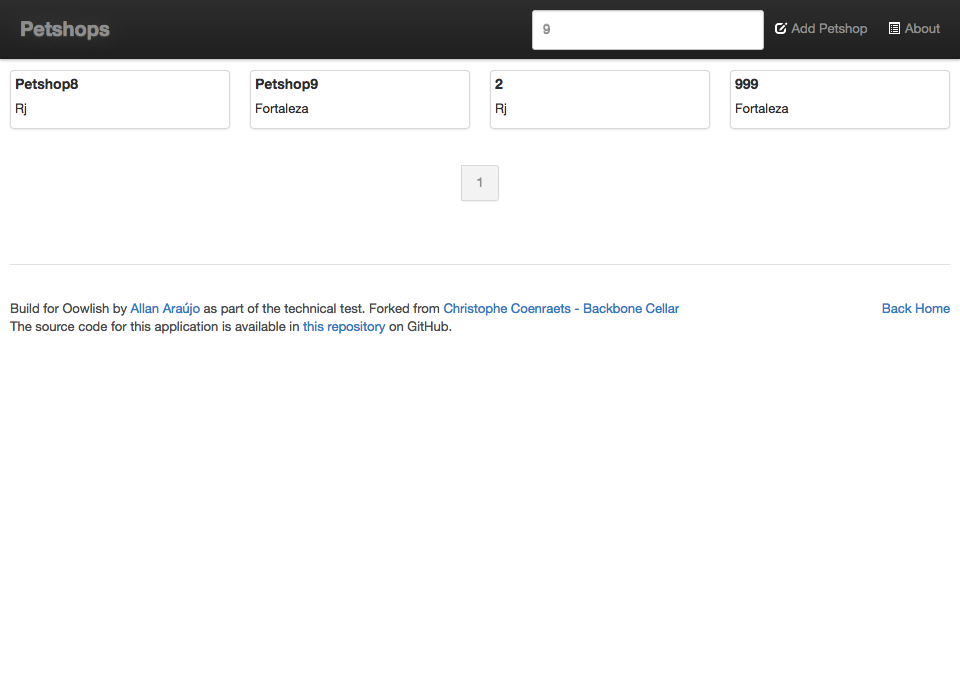 Petshops 9 Add Petshop About
Petshop8 Petshop9 2 999
Rj Fortaleza Rj Fortaleza
1
Build for Oowlish by Allan Araújo as part of the technical test. Forked from Christophe Coenraets - Backbone Cellar Back Home
The source code for this application is available in this repository on GitHub.